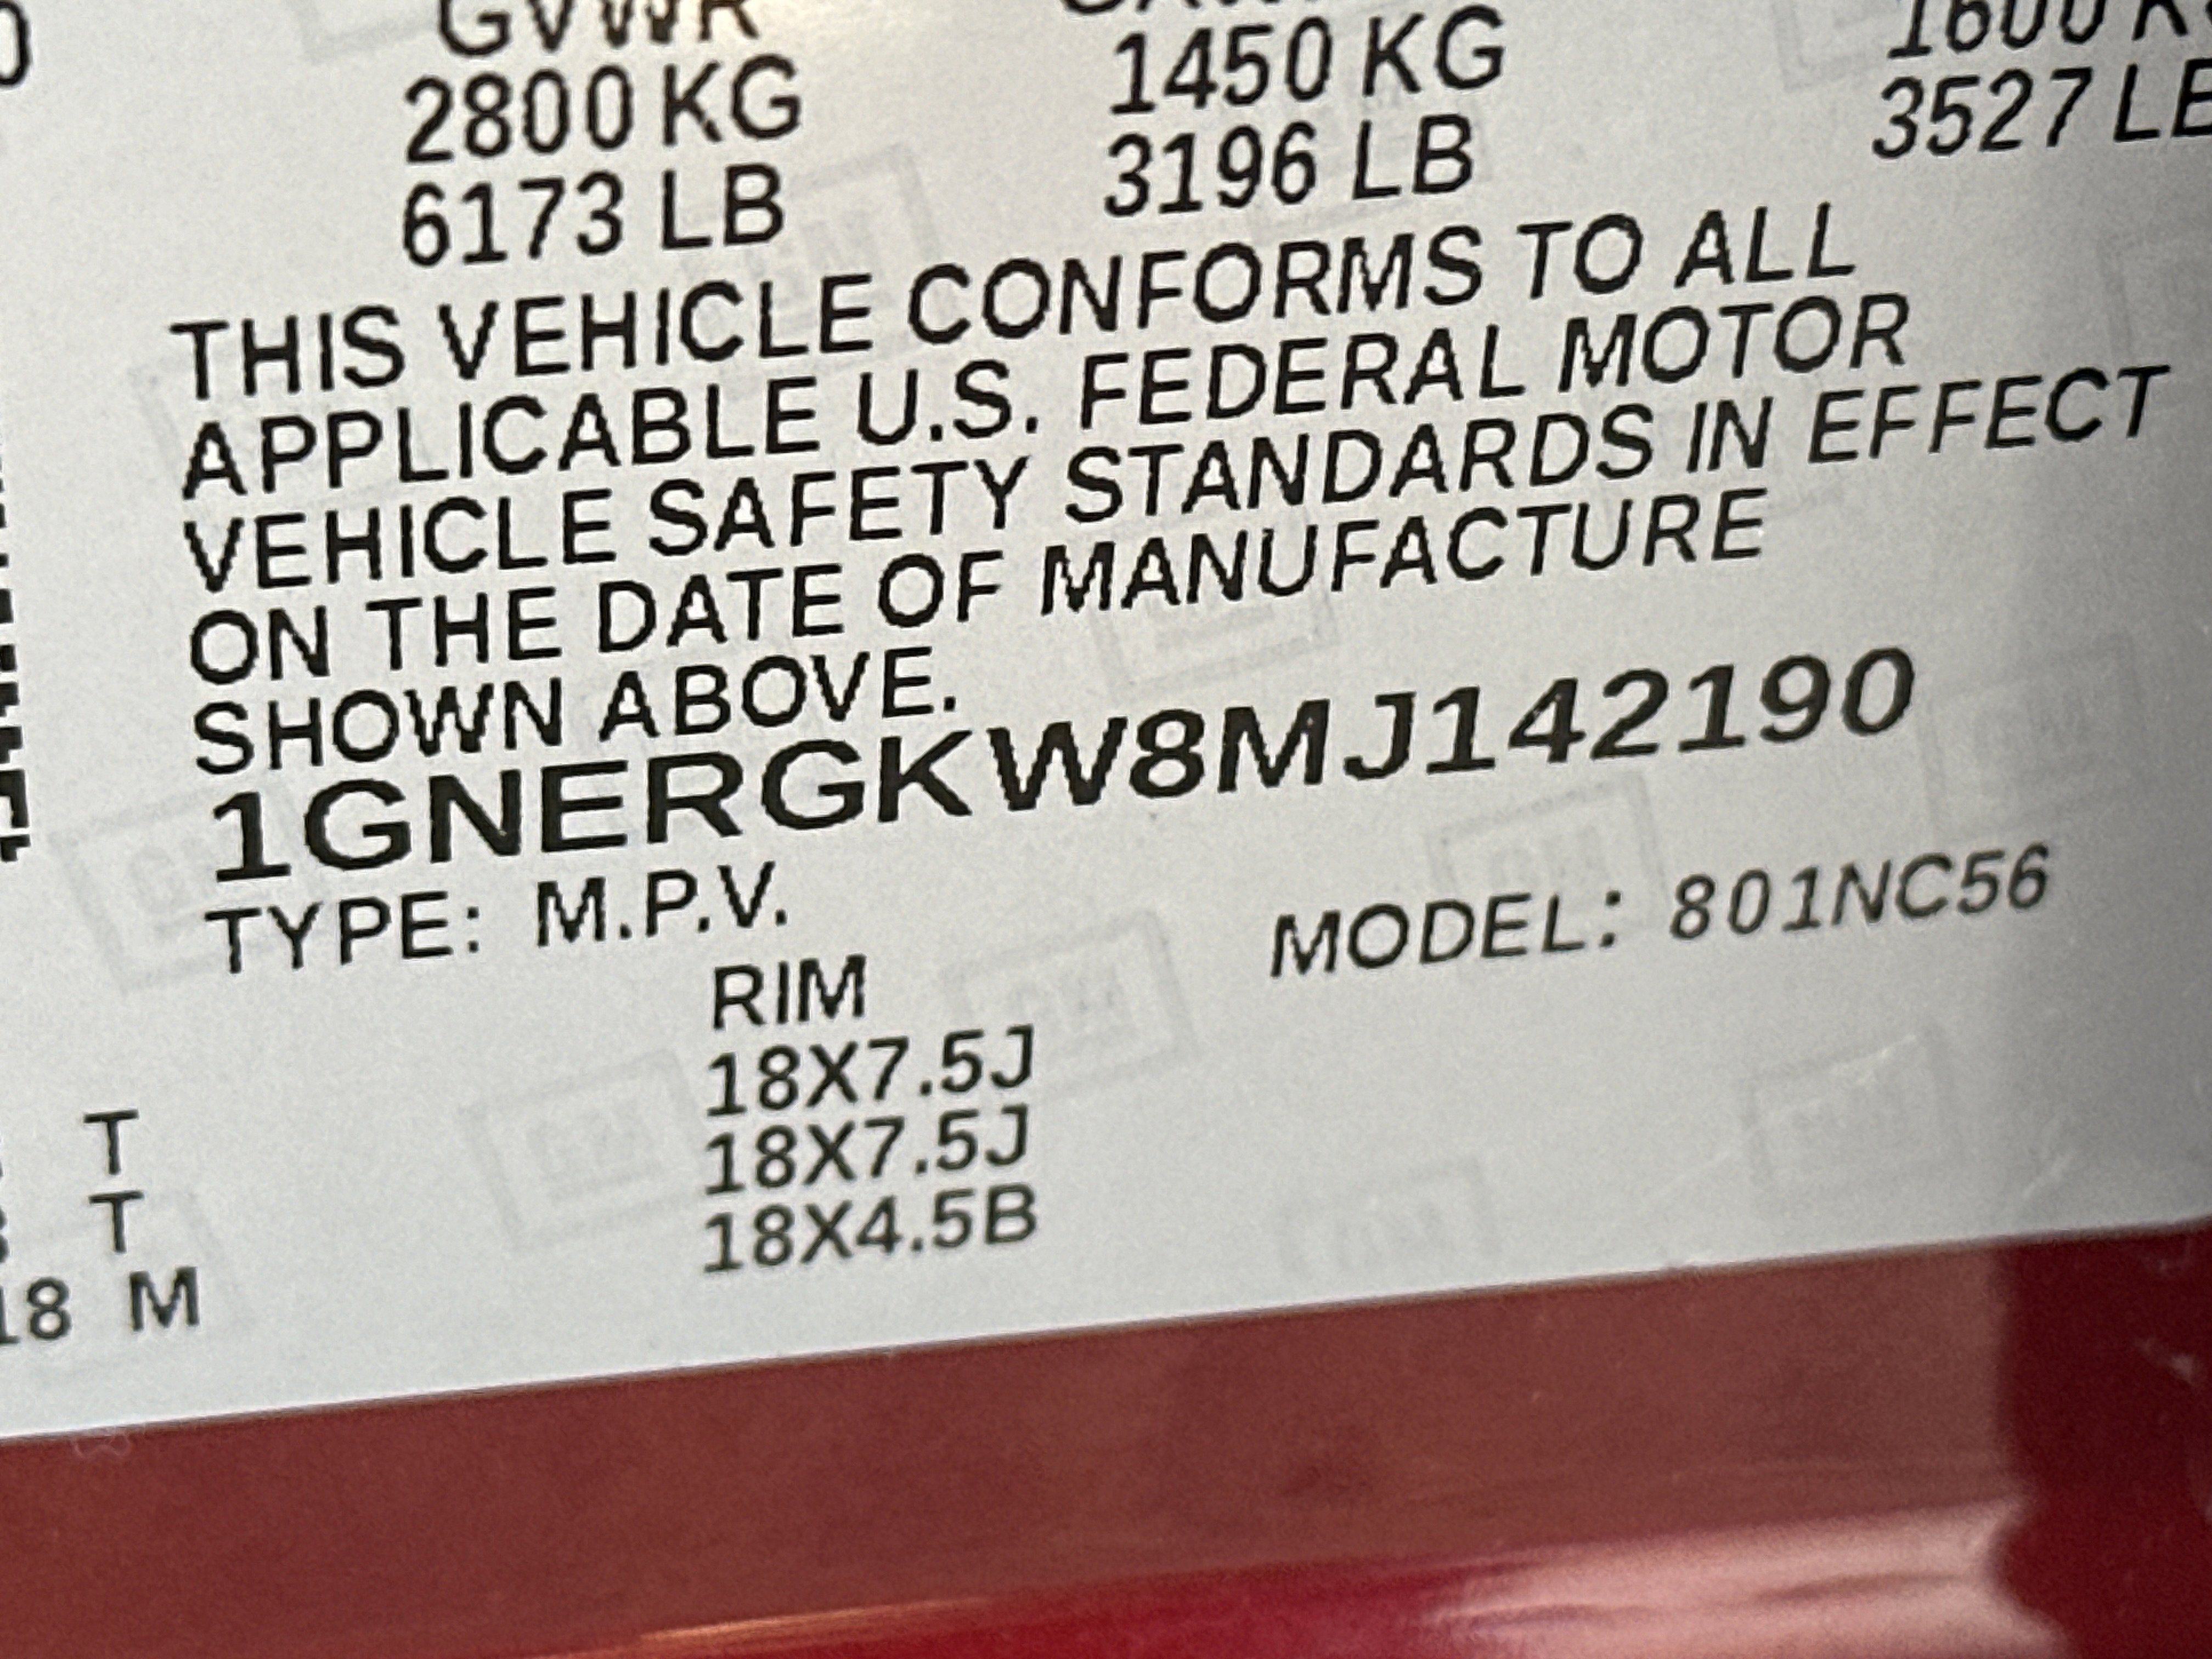 GVWR
2800 KG 1450 KG
6173 LB 3196 LB 3527 LB
THIS VEHICLE CONFORMS TO ALL
APPLICABLE U.S. FEDERAL MOTOR
VEHICLE SAFETY STANDARDS IN EFFECT
ON THE DATE OF MANUFACTURE
SHOWN ABOVE.
1GNERGKW8MJ142190
TYPE: M.P.V. MODEL: 801NC56
RIM
T 18X7.5J
T 18X7.5J
18 M 18X4.5B